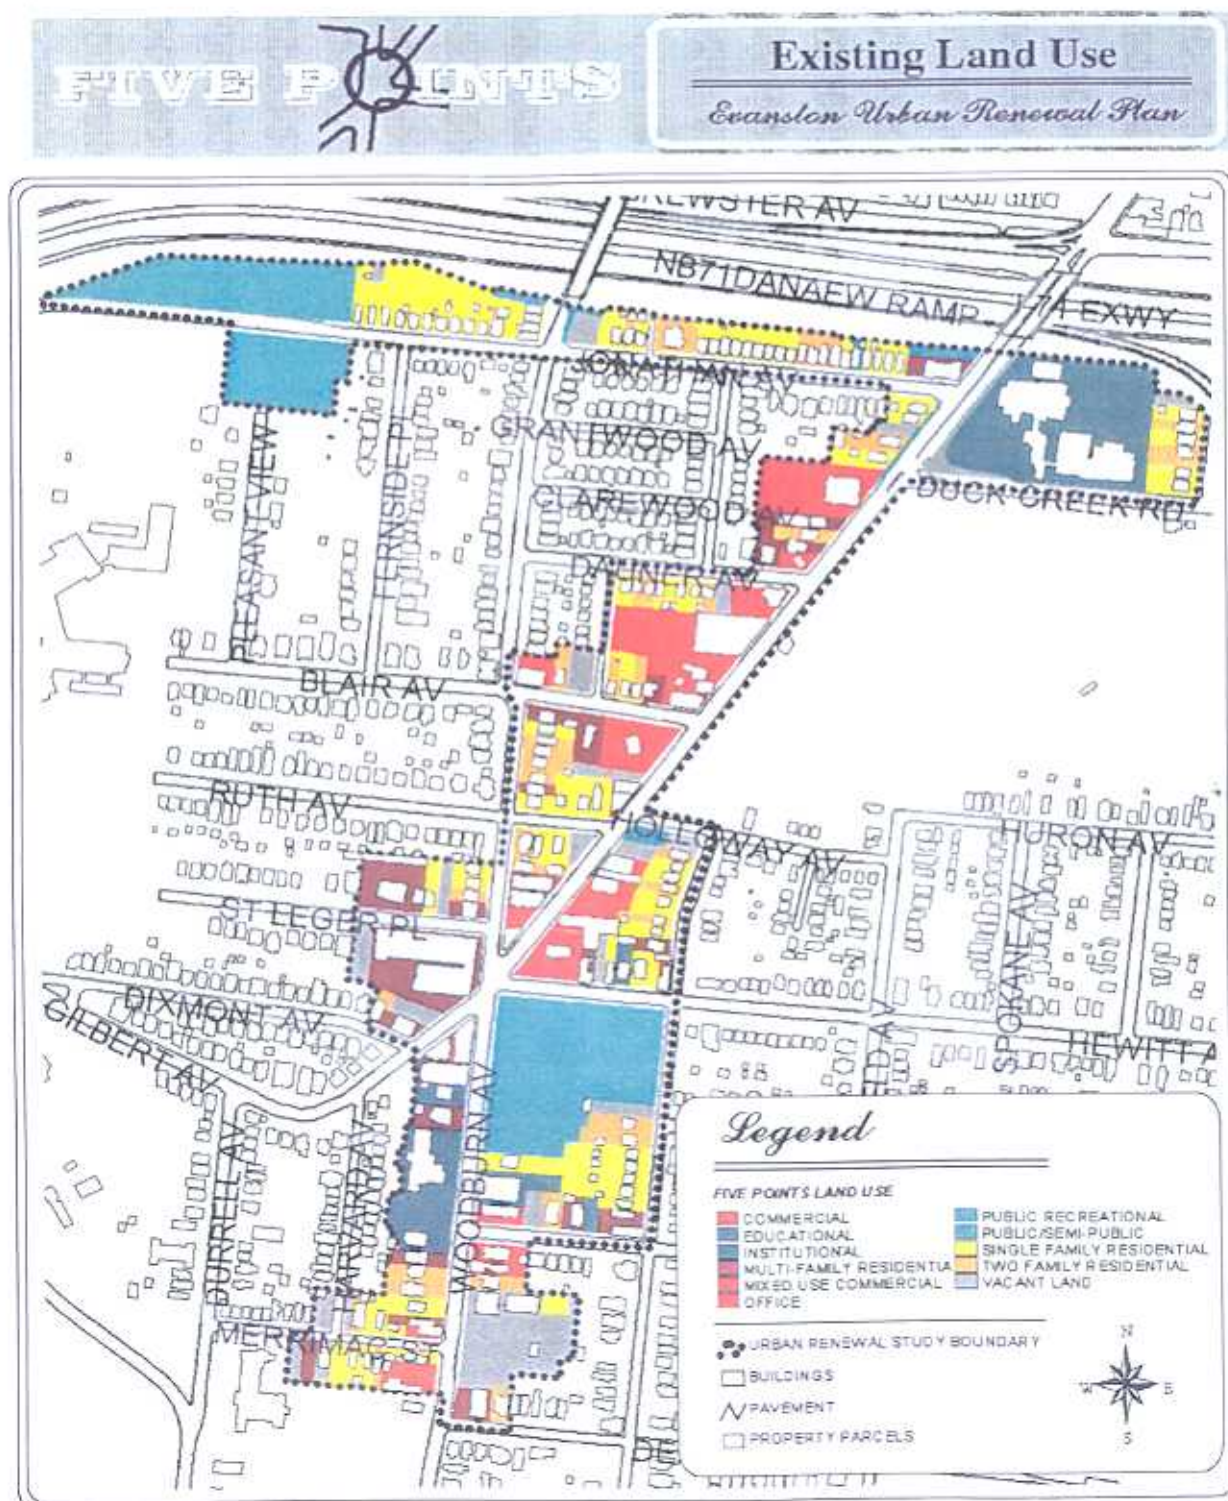 FIVE POINTS
Existing Land Use
Evanston Urban Renewal Plan
BREWSTER AV
NB71DANAEW RAMP
I-71 EXWY
JONATHAN AV
GRANTWOOD AV
CLAREWOOD AV
DUCK CREEK RD
PLEASANTVIEW
FERNSIDE PL
DAUNER AV
BLAIR AV
RUTH AV
HOLLOWAY AV
HURON AV
ST LEGER PL
DIXMONT AV
GILBERT AV
SPOKANE AV
HEWITT A
WOODBURN AV
DURRELL AV
HARVARD AV
MERRIMAC ST
DE
Legend
FIVE POINTS LAND USE
COMMERCIAL
EDUCATIONAL
INSTITUTIONAL
MULTI-FAMILY RESIDENTIA
MIXED USE COMMERCIAL
OFFICE
PUBLIC RECREATIONAL
PUBLIC/SEMI-PUBLIC
SINGLE FAMILY RESIDENTIAL
TWO FAMILY RESIDENTIAL
VACANT LAND
URBAN RENEWAL STUDY BOUNDARY
BUILDINGS
PAVEMENT
PROPERTY PARCELS
N
W E
S